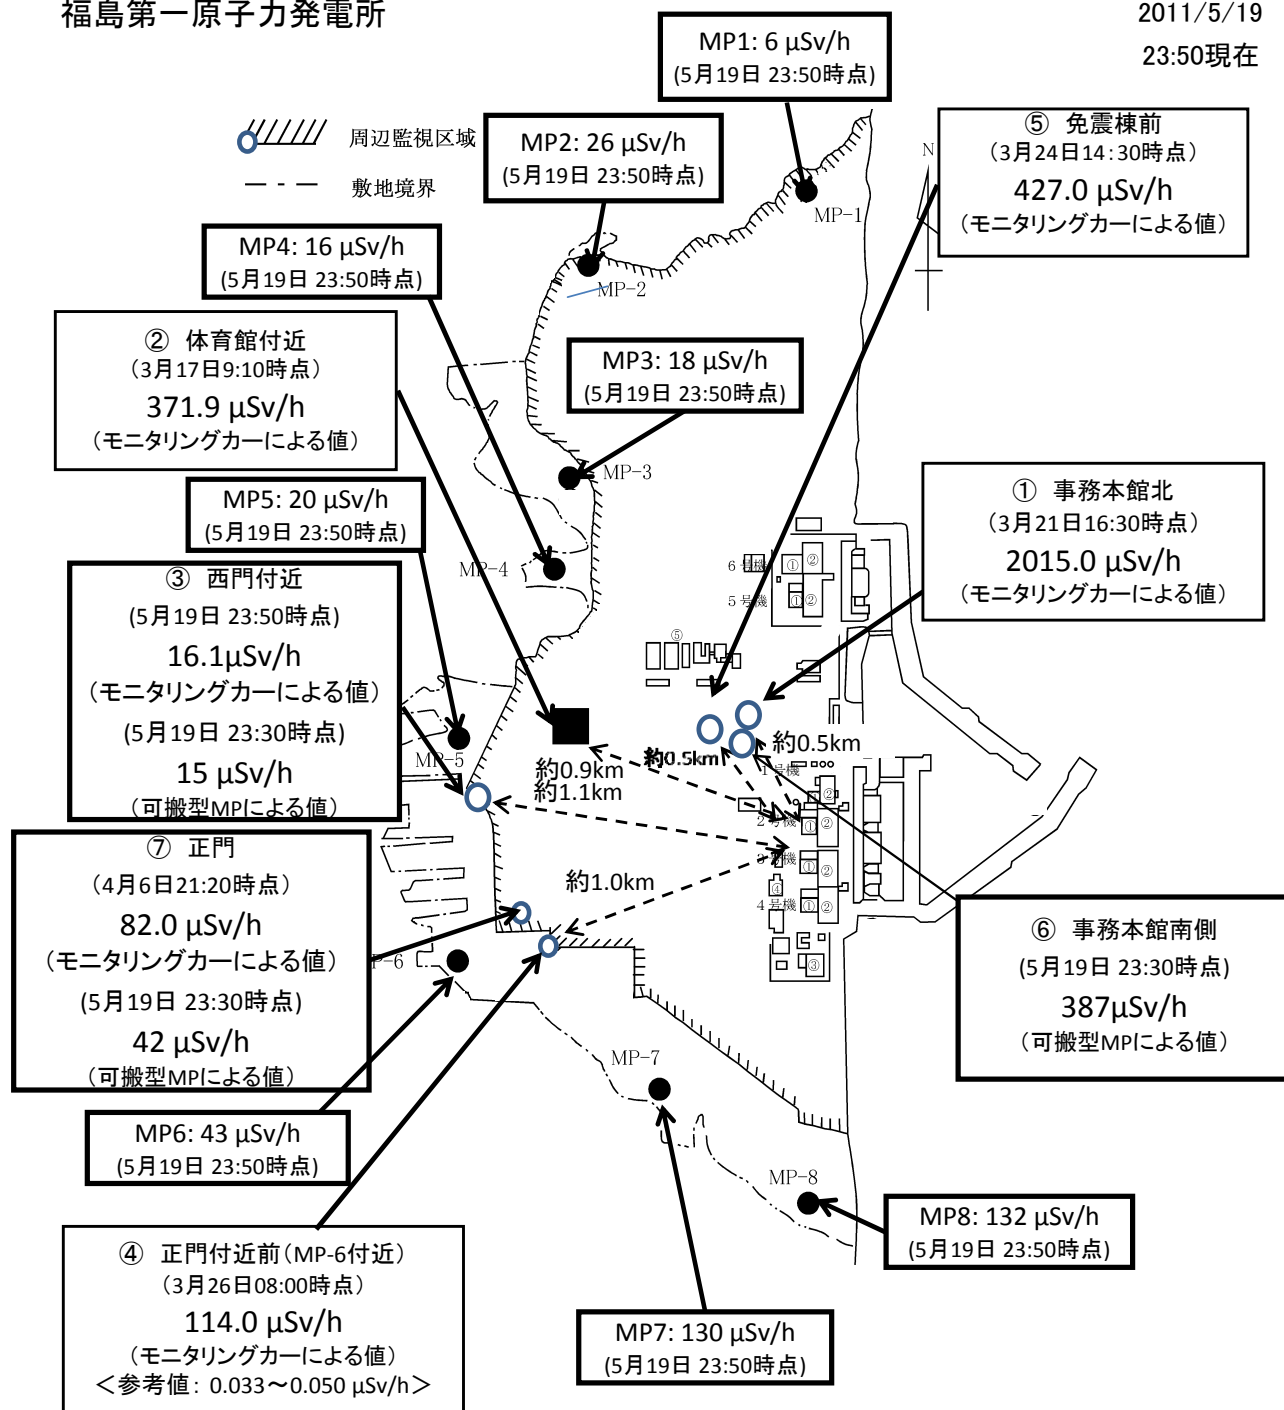 福島第一原子力発電所
2011/5/19
23:50現在
MP1: 6 μSv/h
(5月19日 23:50時点)
周辺監視区域
敷地境界
MP2: 26 μSv/h
(5月19日 23:50時点)
⑤ 免震棟前
(3月24日14:30時点)
427.0 μSv/h
(モニタリングカーによる値)
N
MP-1
MP4: 16 μSv/h
(5月19日 23:50時点)
MP-2
② 体育館付近
(3月17日9:10時点)
371.9 μSv/h
(モニタリングカーによる値)
MP3: 18 μSv/h
(5月19日 23:50時点)
MP-3
MP5: 20 μSv/h
(5月19日 23:50時点)
① 事務本館北
(3月21日16:30時点)
2015.0 μSv/h
(モニタリングカーによる値)
MP-4
6号機
① ②
5号機
① ②
⑤
③ 西門付近
(5月19日 23:50時点)
16.1μSv/h
(モニタリングカーによる値)
(5月19日 23:30時点)
15 μSv/h
(可搬型MPによる値)
MP-5
約0.9km
約1.1km
約0.5km
約0.5km
1号機
②
2号機
① ②
3号機
① ②
④
4号機
① ②
③
約1.0km
⑦ 正門
(4月6日21:20時点)
82.0 μSv/h
(モニタリングカーによる値)
(5月19日 23:30時点)
42 μSv/h
(可搬型MPによる値)
P-6
⑥ 事務本館南側
(5月19日 23:30時点)
387μSv/h
(可搬型MPによる値)
MP-7
MP6: 43 μSv/h
(5月19日 23:50時点)
MP-8
MP8: 132 μSv/h
(5月19日 23:50時点)
④ 正門付近前(MP-6付近)
(3月26日08:00時点)
114.0 μSv/h
(モニタリングカーによる値)
＜参考値: 0.033～0.050 μSv/h＞
MP7: 130 μSv/h
(5月19日 23:50時点)